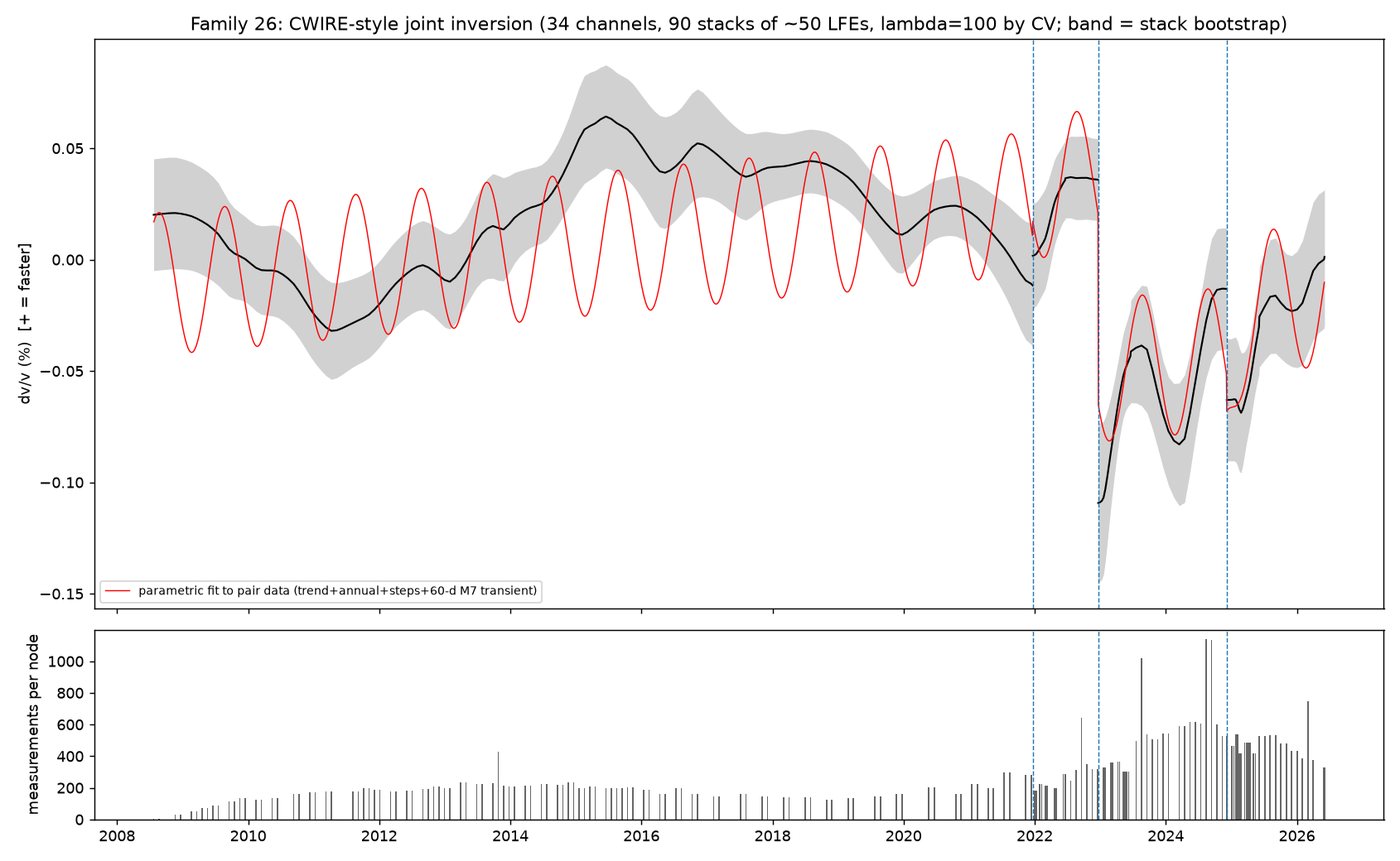 Family 26: CWIRE-style joint inversion (34 channels, 90 stacks of ~50 LFEs, lambda=100 by CV; band = stack bootstrap)
dv/v (%)  [+ = faster]
0.05
0.00
−0.05
−0.10
−0.15
parametric fit to pair data (trend+annual+steps+60-d M7 transient)
measurements per node
1000
800
600
400
200
0
2008 2010 2012 2014 2016 2018 2020 2022 2024 2026